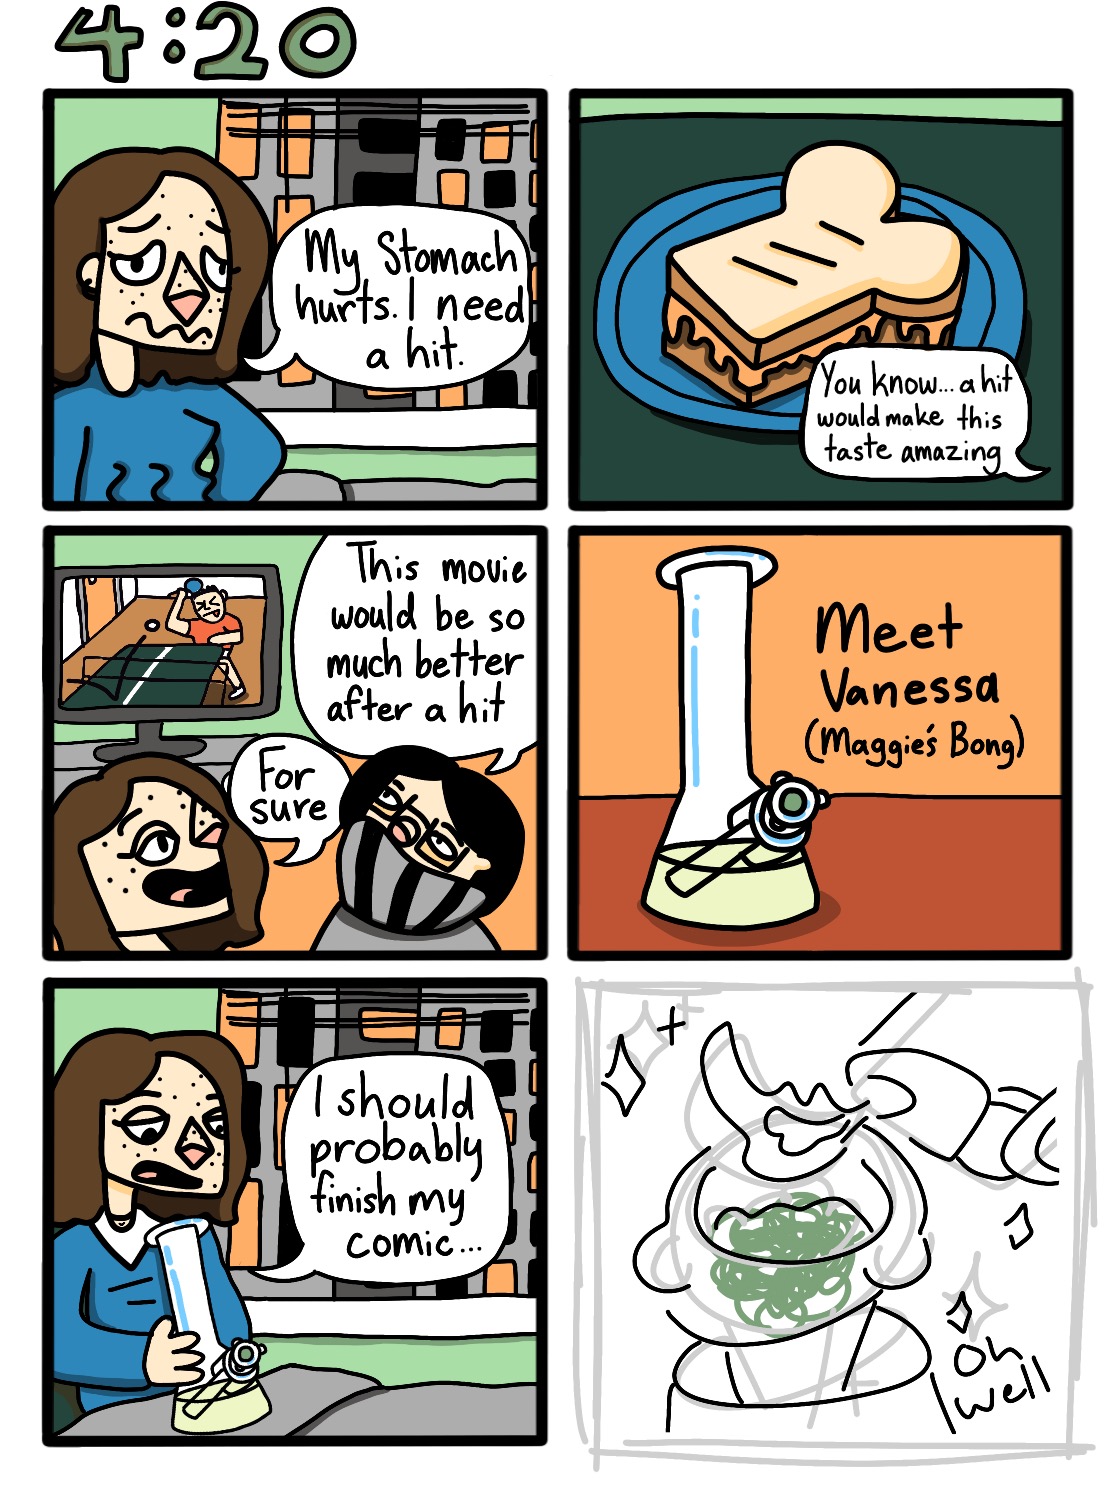 4:20
My Stomach
hurts. I need
a hit.
You know... a hit
would make this
taste amazing
This movie
would be so
much better
after a hit
For
sure
Meet
Vanessa
(Maggie's Bong)
I should
probably
finish my
comic...
Oh
well